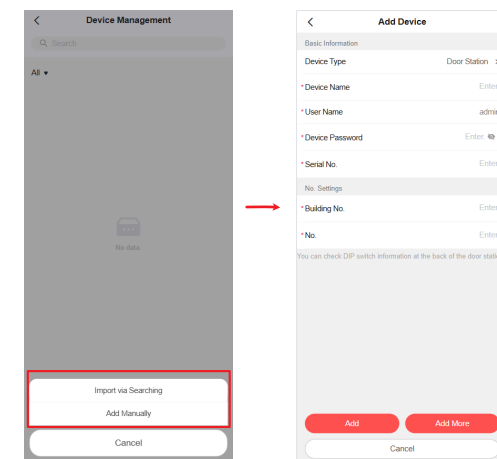 Device Management
Search
All
No data
Import via Searching
Add Manually
Cancel
Add Device
Basic Information
Device Type Door Station
* Device Name Enter
* User Name admin
* Device Password Enter
* Serial No. Enter
No. Settings
* Building No. Enter
* No. Enter
You can check DIP switch information at the back of the door stati
Add Add More
Cancel